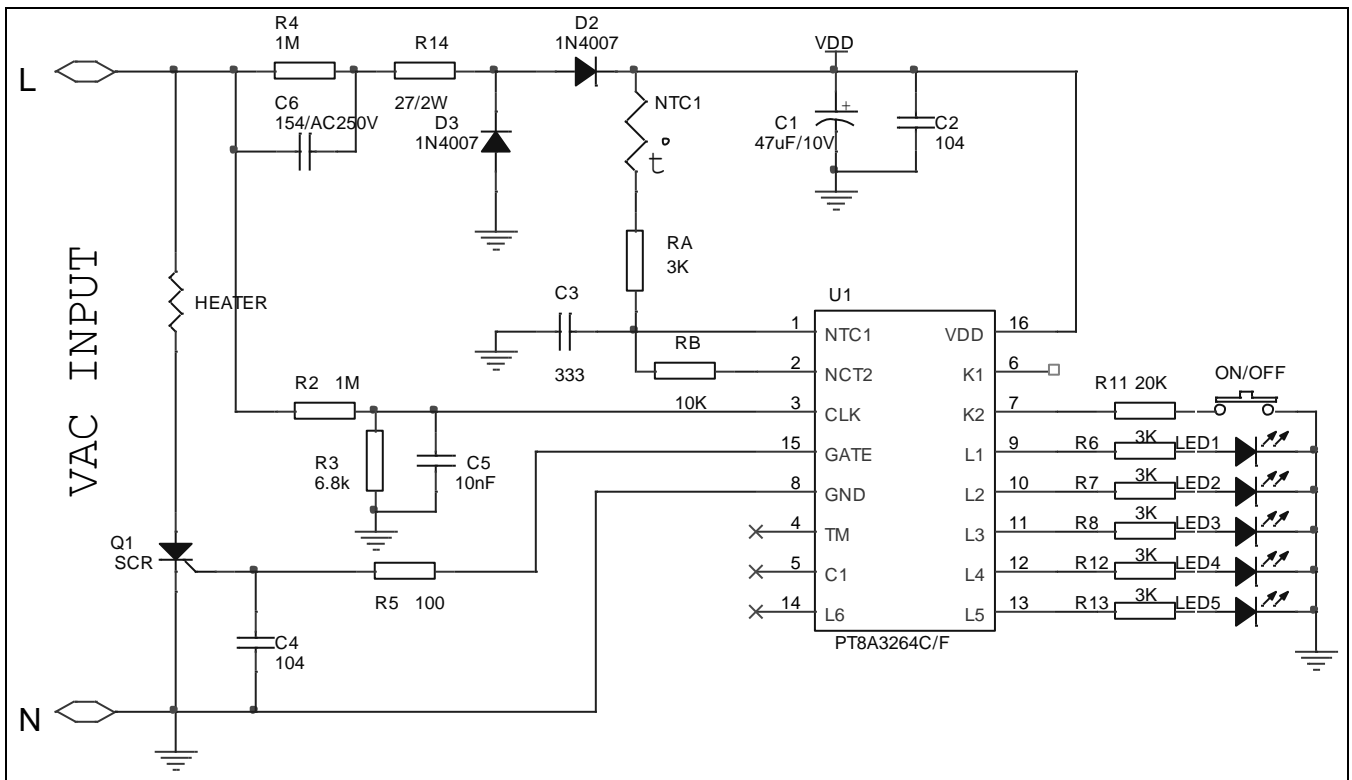 R4
1M
R14
D2
1N4007
VDD
L
C6
154/AC250V
27/2W
D3
1N4007
NTC1
t°
C1
47uF/10V
+
C2
104
VAC INPUT
HEATER
RA
3K
C3
333
RB
10K
U1
R2 1M
R3
6.8k
C5
10nF
Q1
SCR
R5 100
C4
104
N
1 NTC1
2 NCT2
3 CLK
15 GATE
8 GND
4 TM
5 C1
14 L6
VDD 16
K1 6
K2 7
L1 9
L2 10
L3 11
L4 12
L5 13
PT8A3264C/F
R11 20K
ON/OFF
R6 3K LED1
R7 3K LED2
R8 3K LED3
R12 3K LED4
R13 3K LED5